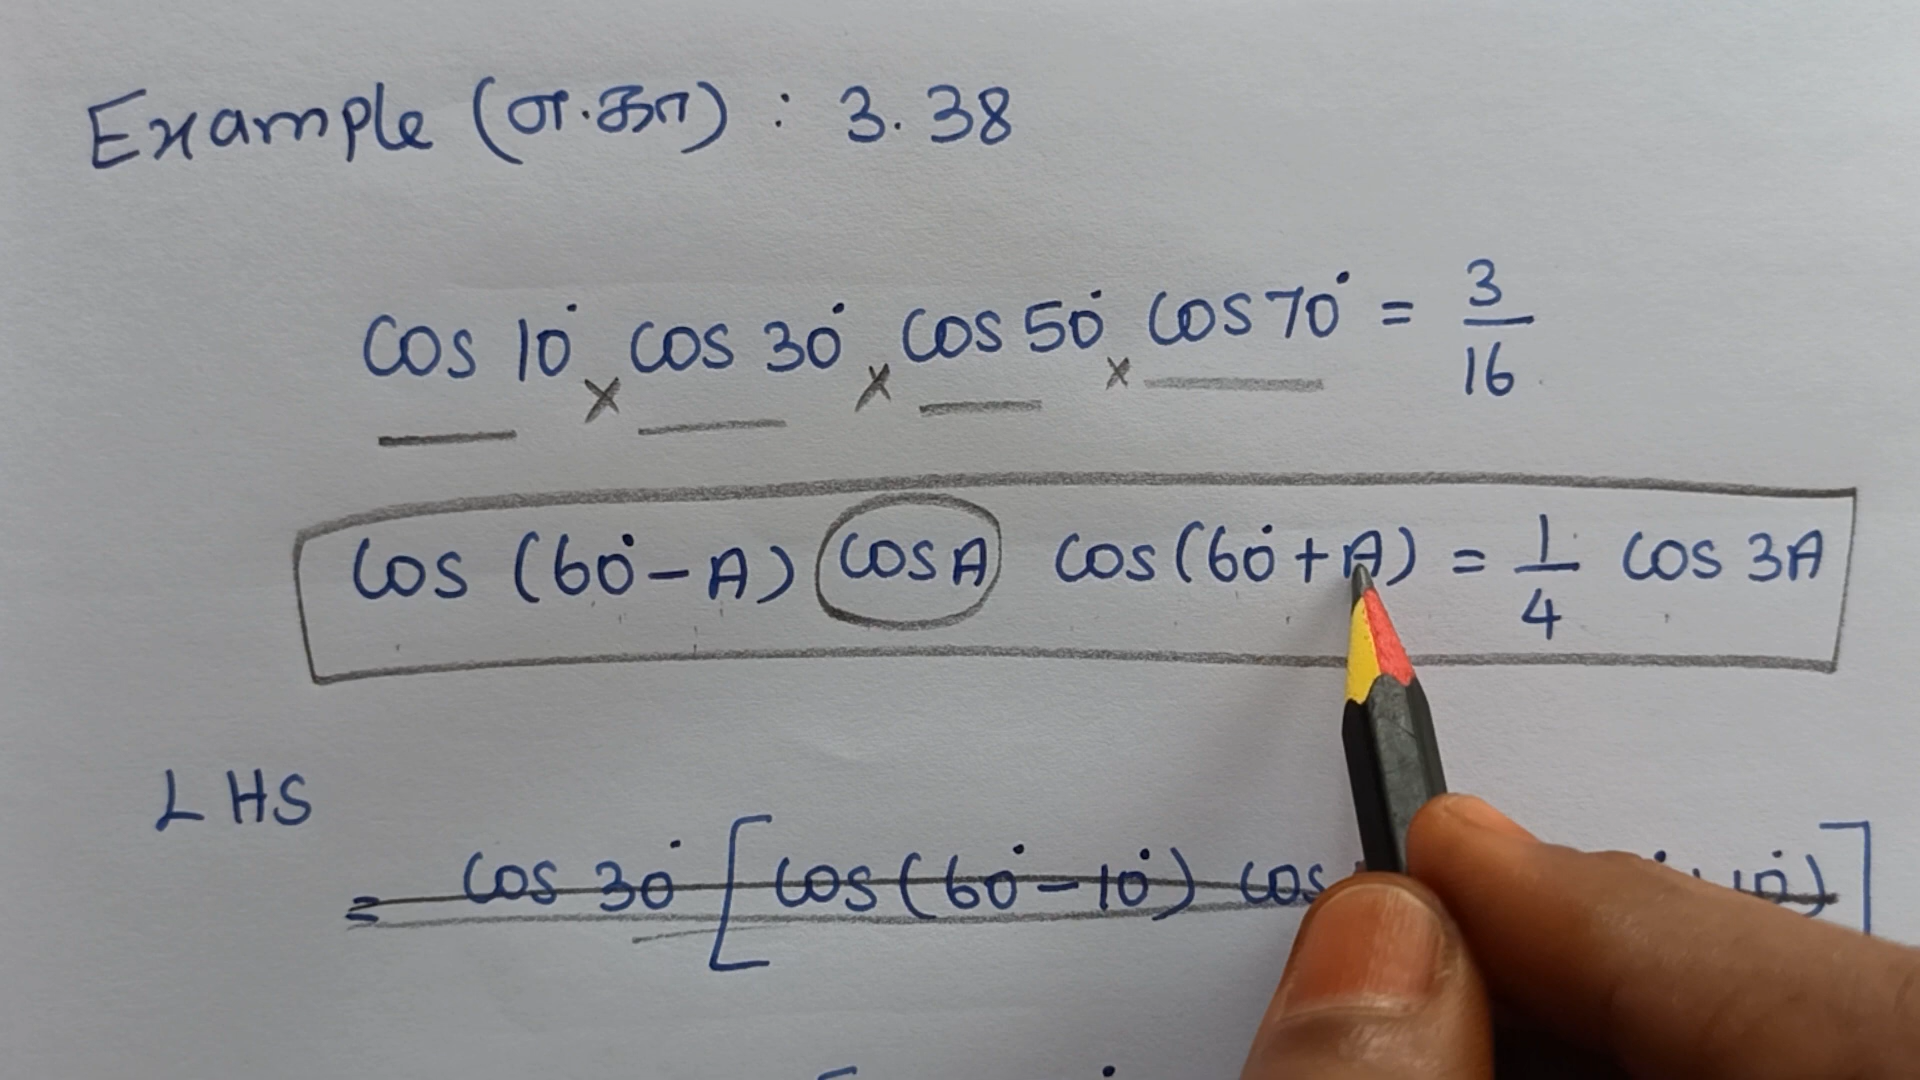 Example (எ.கா) : 3.38
cos 10° × cos 30° × cos 50° × cos 70° = 3/16
cos (60° - A) cos A cos (60° + A) = 1/4 cos 3A
LHS
= cos 30° [cos (60° - 10°) cos 10°) ]